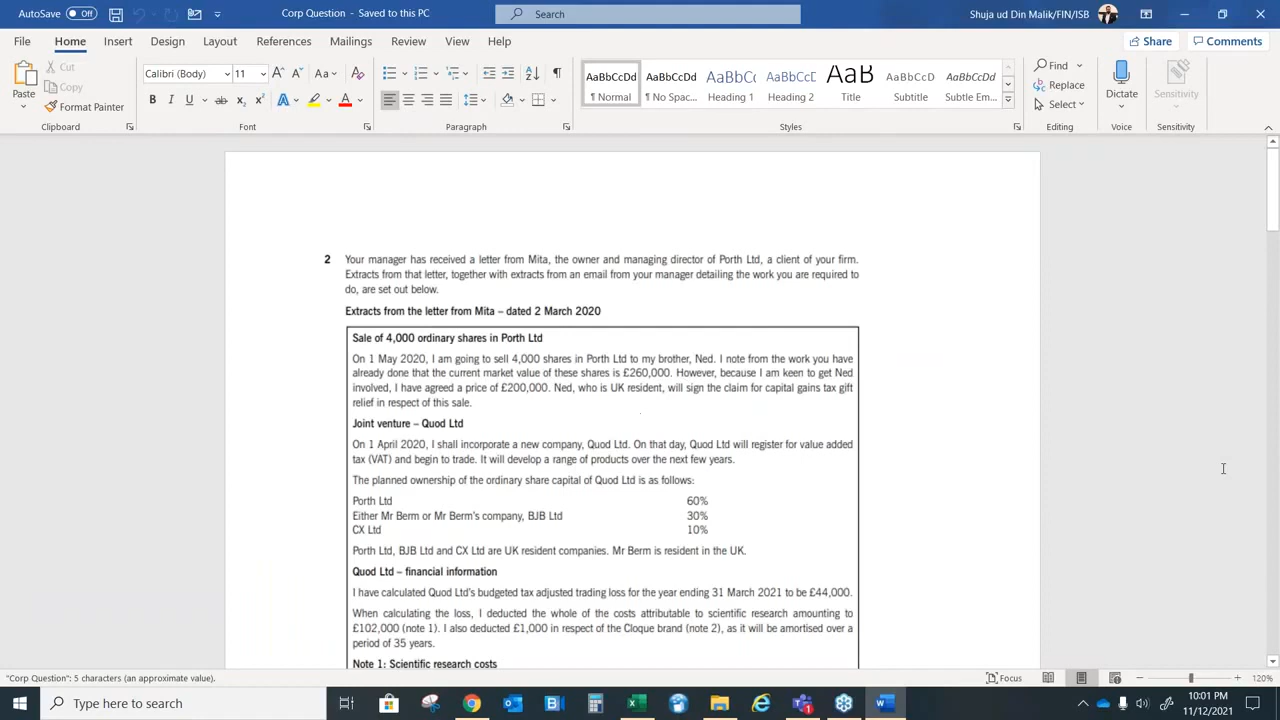 AutoSave Off Corp Question - Saved to this PC Search Shuja ud Din Malik/FIN/ISB
File Home Insert Design Layout References Mailings Review View Help Share Comments
Paste Cut Copy Format Painter
Calibri (Body) 11
AaBbCcDd AaBbCcDd AaBbC( AaBbCcE AaB AaBbCcD AaBbCcDd
¶ Normal ¶ No Spac... Heading 1 Heading 2 Title Subtitle Subtle Em...
Find Replace Select Dictate Sensitivity
Clipboard Font Paragraph Styles Editing Voice Sensitivity
2 Your manager has received a letter from Mita, the owner and managing director of Porth Ltd, a client of your firm.
Extracts from that letter, together with extracts from an email from your manager detailing the work you are required to
do, are set out below.
Extracts from the letter from Mita – dated 2 March 2020
Sale of 4,000 ordinary shares in Porth Ltd
On 1 May 2020, I am going to sell 4,000 shares in Porth Ltd to my brother, Ned. I note from the work you have
already done that the current market value of these shares is £260,000. However, because I am keen to get Ned
involved, I have agreed a price of £200,000. Ned, who is UK resident, will sign the claim for capital gains tax gift
relief in respect of this sale.
Joint venture – Quod Ltd
On 1 April 2020, I shall incorporate a new company, Quod Ltd. On that day, Quod Ltd will register for value added
tax (VAT) and begin to trade. It will develop a range of products over the next few years.
The planned ownership of the ordinary share capital of Quod Ltd is as follows:
Porth Ltd 60%
Either Mr Berm or Mr Berm's company, BJB Ltd 30%
CX Ltd 10%
Porth Ltd, BJB Ltd and CX Ltd are UK resident companies. Mr Berm is resident in the UK.
Quod Ltd – financial information
I have calculated Quod Ltd's budgeted tax adjusted trading loss for the year ending 31 March 2021 to be £44,000.
When calculating the loss, I deducted the whole of the costs attributable to scientific research amounting to
£102,000 (note 1). I also deducted £1,000 in respect of the Cloque brand (note 2), as it will be amortised over a
period of 35 years.
Note 1: Scientific research costs
"Corp Question": 5 characters (an approximate value). Focus 120%
Type here to search 10:01 PM
11/12/2021